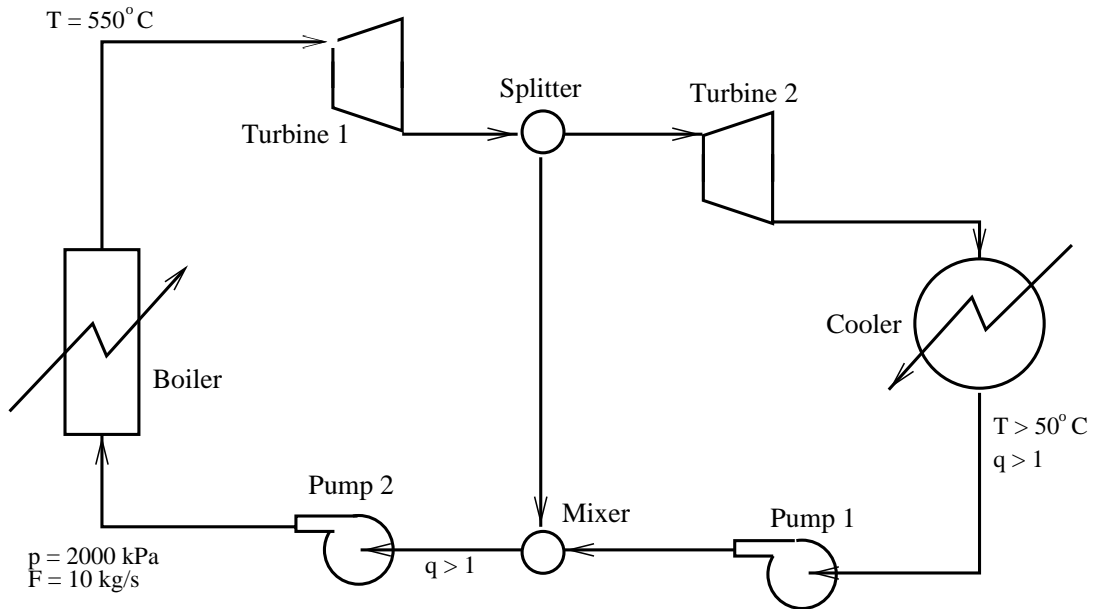 T = 550° C
Splitter
Turbine 2
Turbine 1
Cooler
Boiler
T > 50° C
q > 1
Pump 2
Mixer
Pump 1
p = 2000 kPa
q > 1
F = 10 kg/s